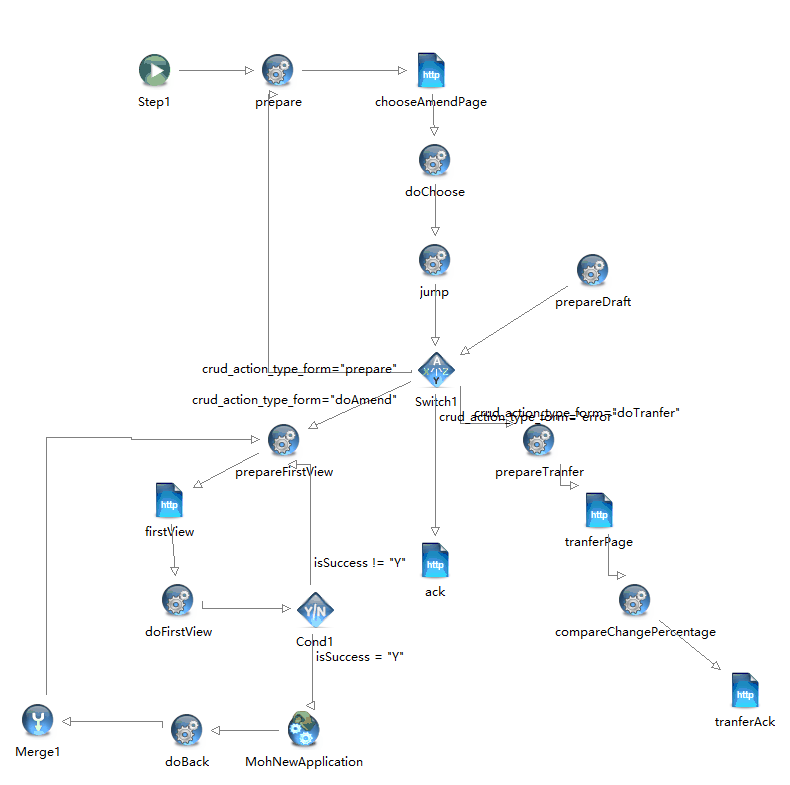 Step1
prepare
http
chooseAmendPage
doChoose
jump
prepareDraft
crud_action_type_form="prepare"
A
X
Z
Y
Switch1
crud_action_type_form="doAmend"
crud_action_type_form="doTranfer"
crud_action_type_form="error"
prepareFirstView
prepareTranfer
http
firstView
http
tranferPage
isSuccess != "Y"
http
ack
doFirstView
Y/N
Cond1
compareChangePercentage
isSuccess = "Y"
http
tranferAck
Merge1
doBack
MohNewApplication